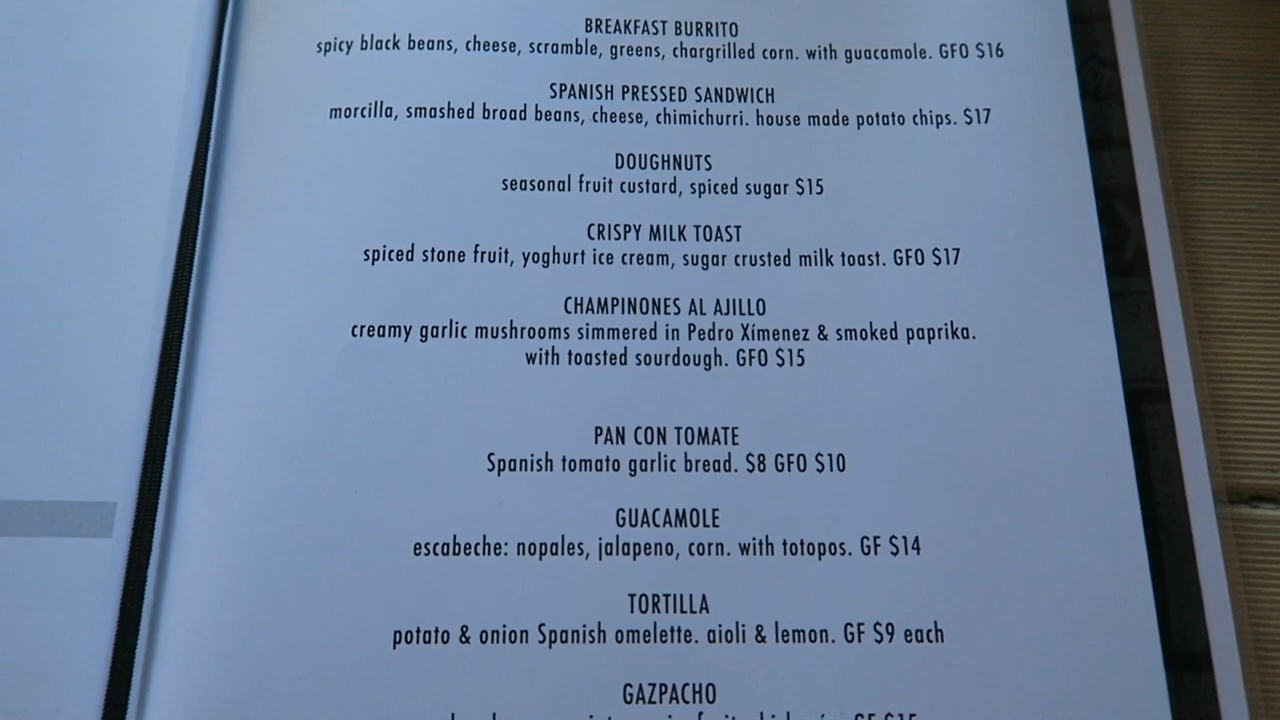 BREAKFAST BURRITO
spicy black beans, cheese, scramble, greens, chargrilled corn. with guacamole. GFO $16
SPANISH PRESSED SANDWICH
morcilla, smashed broad beans, cheese, chimichurri. house made potato chips. $17
DOUGHNUTS
seasonal fruit custard, spiced sugar $15
CRISPY MILK TOAST
spiced stone fruit, yoghurt ice cream, sugar crusted milk toast. GFO $17
CHAMPINONES AL AJILLO
creamy garlic mushrooms simmered in Pedro Xímenez & smoked paprika.
with toasted sourdough. GFO $15
PAN CON TOMATE
Spanish tomato garlic bread. $8 GFO $10
GUACAMOLE
escabeche: nopales, jalapeno, corn. with totopos. GF $14
TORTILLA
potato & onion Spanish omelette. aioli & lemon. GF $9 each
GAZPACHO
GF $15